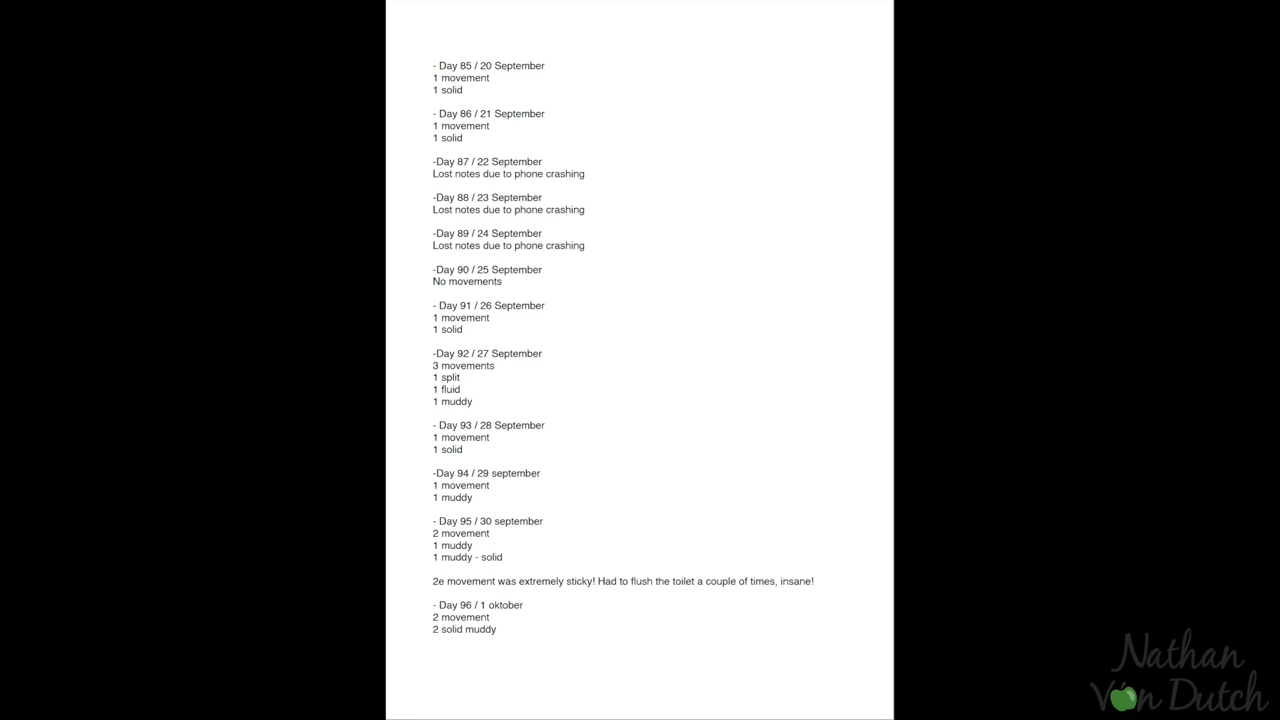 - Day 85 / 20 September
1 movement
1 solid
- Day 86 / 21 September
1 movement
1 solid
-Day 87 / 22 September
Lost notes due to phone crashing
-Day 88 / 23 September
Lost notes due to phone crashing
-Day 89 / 24 September
Lost notes due to phone crashing
-Day 90 / 25 September
No movements
- Day 91 / 26 September
1 movement
1 solid
-Day 92 / 27 September
3 movements
1 split
1 fluid
1 muddy
- Day 93 / 28 September
1 movement
1 solid
-Day 94 / 29 september
1 movement
1 muddy
- Day 95 / 30 september
2 movement
1 muddy
1 muddy - solid
2e movement was extremely sticky! Had to flush the toilet a couple of times, insane!
- Day 96 / 1 oktober
2 movement
2 solid muddy
Nathan
Von Dutch